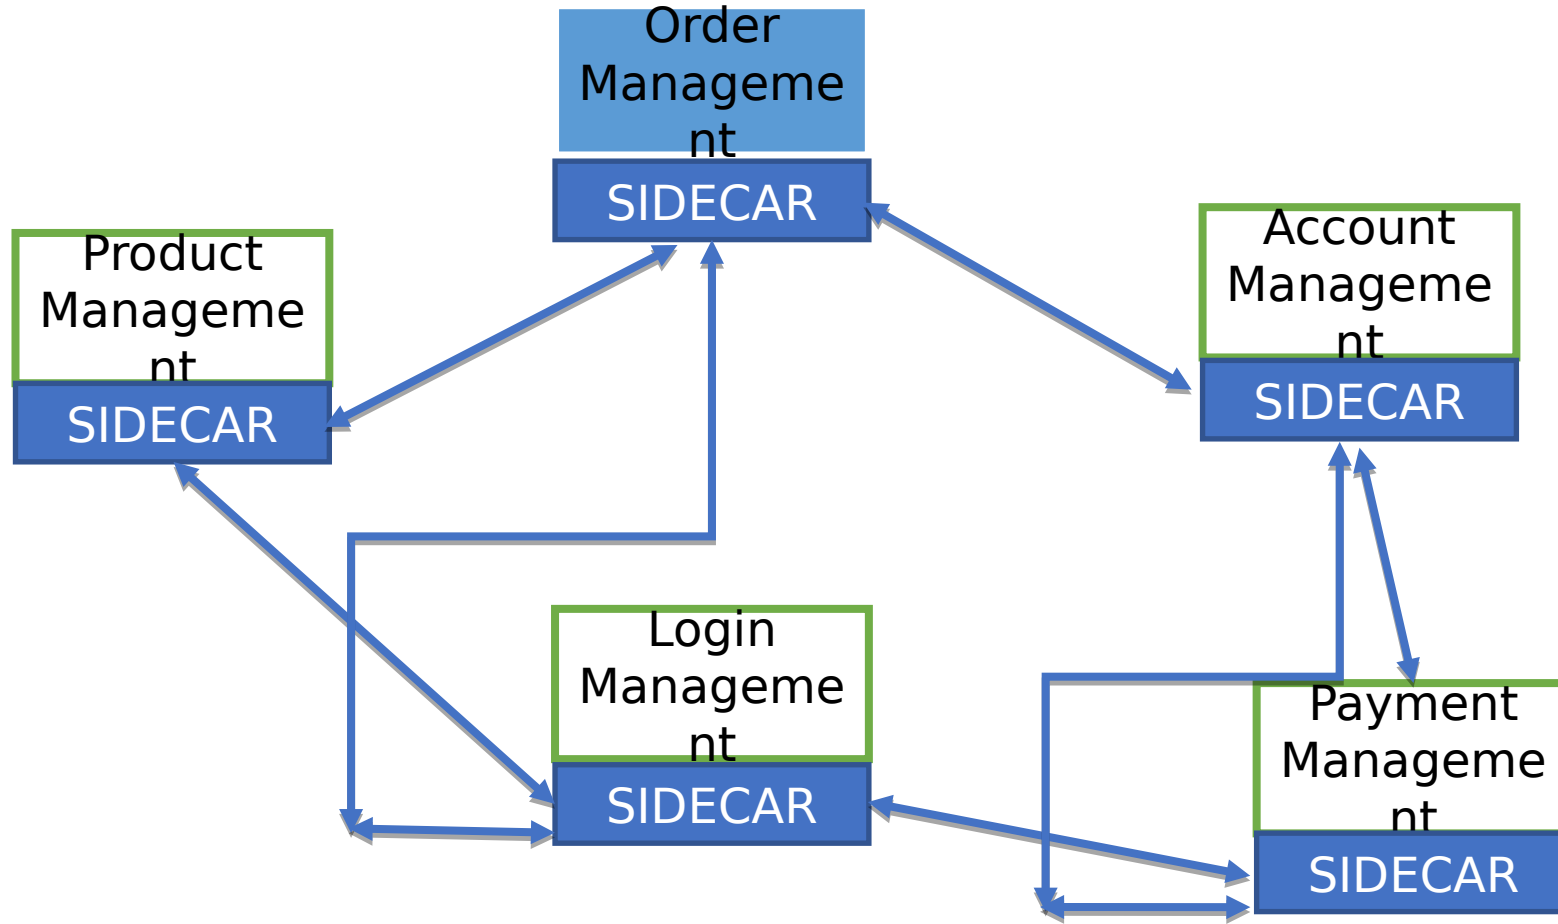 Order
Manageme
nt
SIDECAR
Product
Manageme
nt
SIDECAR
Account
Manageme
nt
SIDECAR
Login
Manageme
nt
SIDECAR
Payment
Manageme
nt
SIDECAR